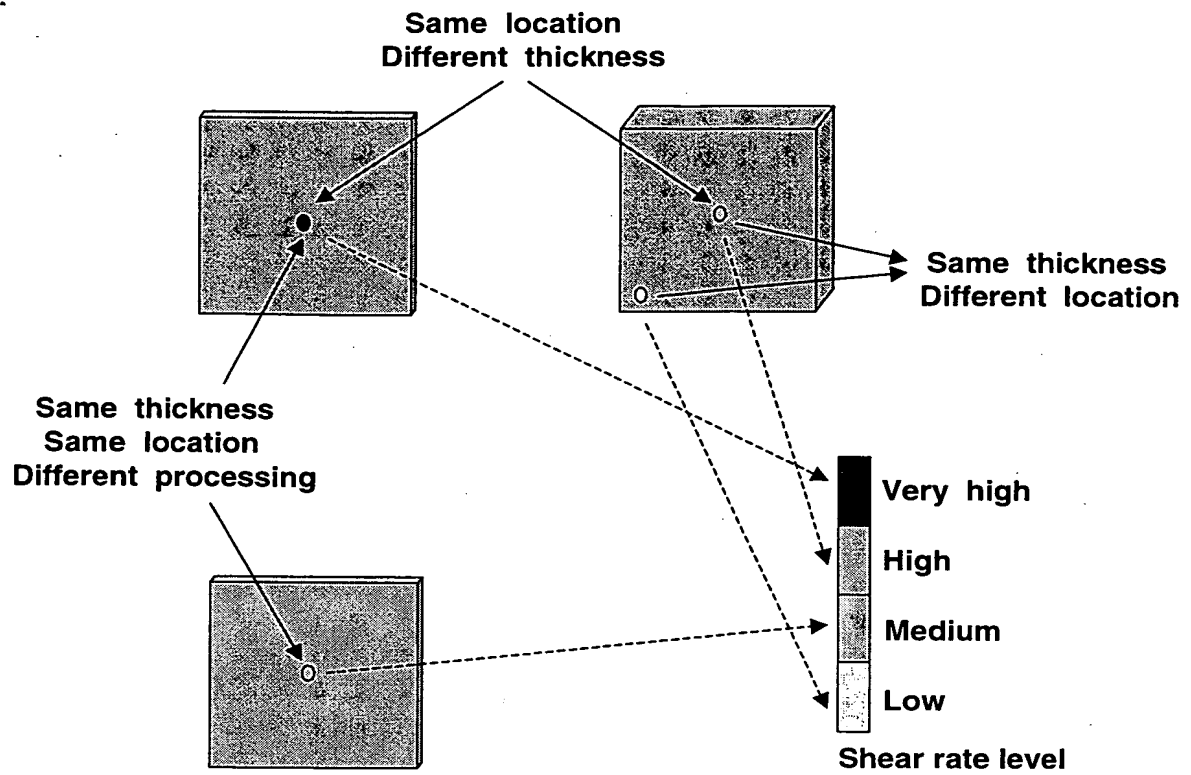 Same location
Different thickness
Same thickness
Different location
Same thickness
Same location
Different processing
Very high
High
Medium
Low
Shear rate level